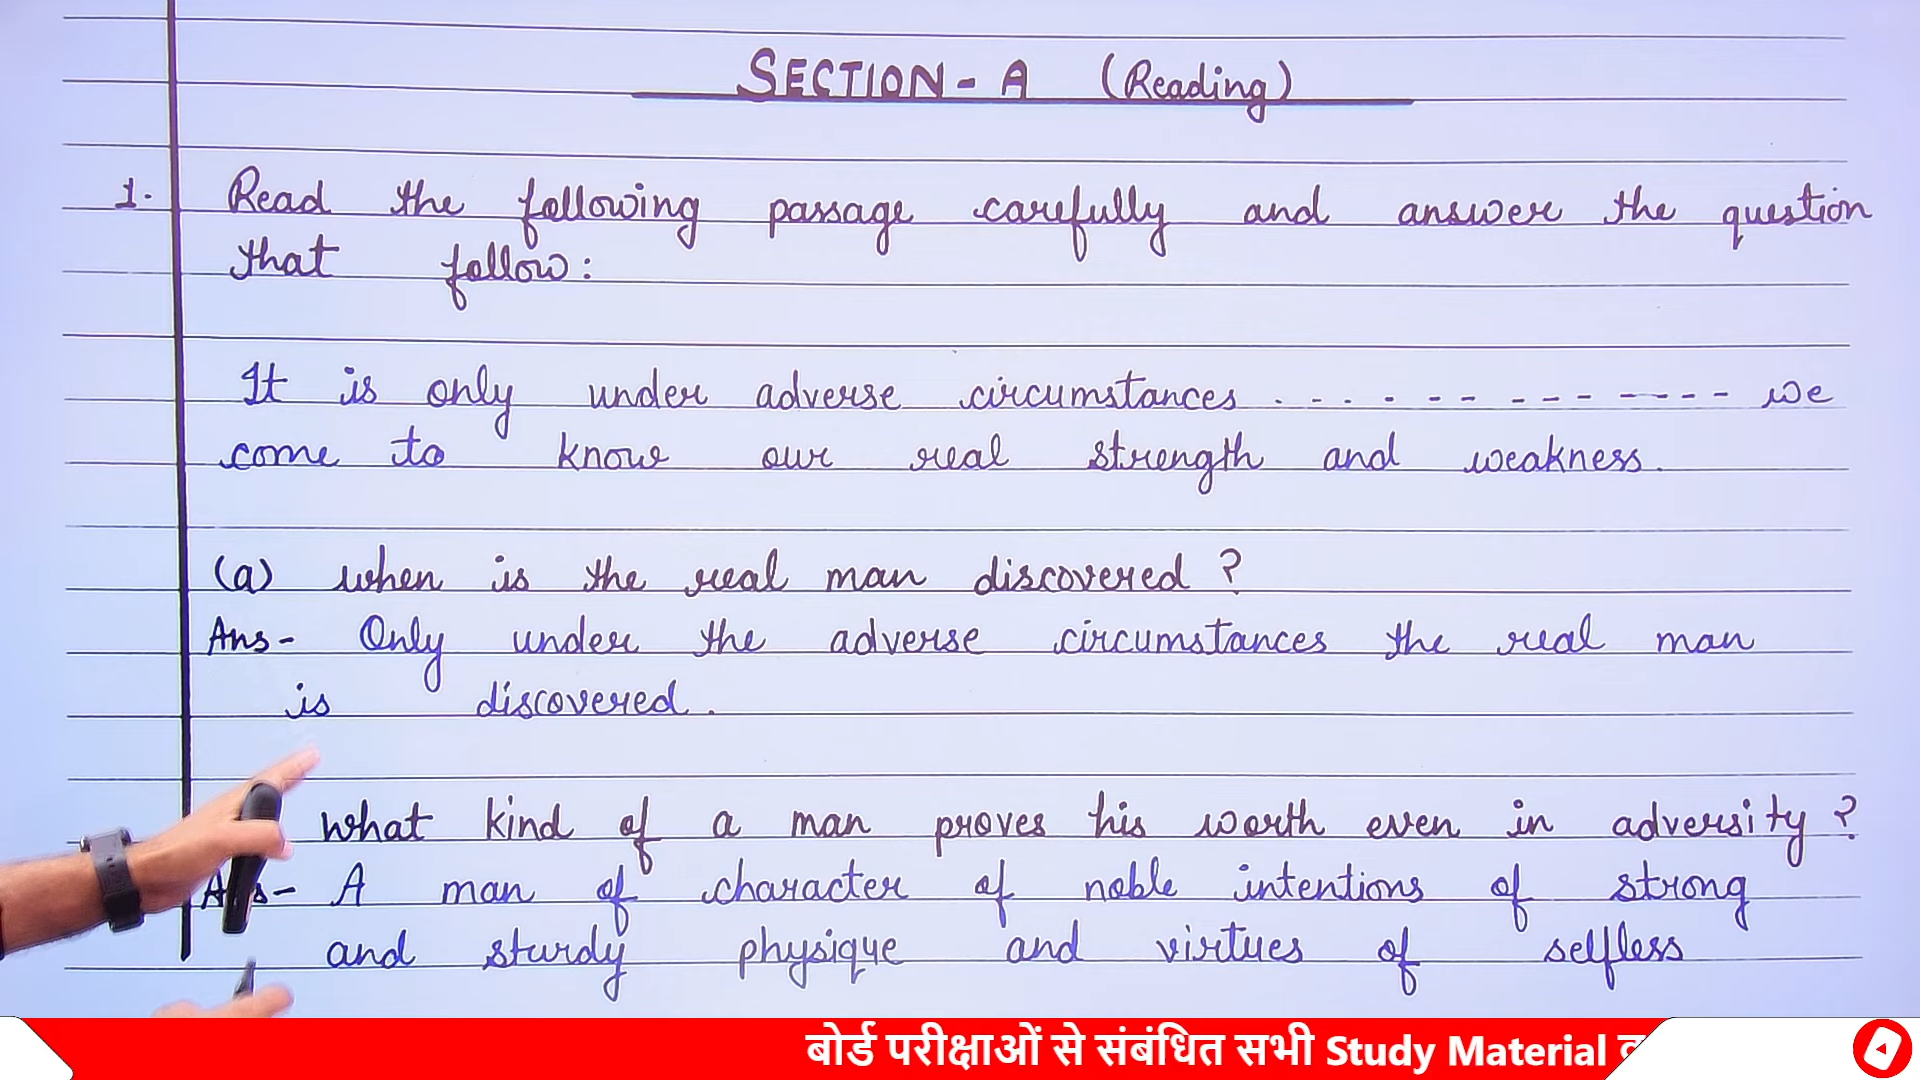 SECTION - A (Reading)
1. Read the following passage carefully and answer the question
that follow:
It is only under adverse circumstances . - . - - - - - - - - - - we
come to know our real strength and weakness.
(a) when is the real man discovered ?
Ans - Only under the adverse circumstances the real man
is discovered.
what kind of a man proves his worth even in adversity ?
Ans - A man of character of noble intentions of strong
and sturdy physique and virtues of selfless
बोर्ड परीक्षाओं से संबंधित सभी Study Material